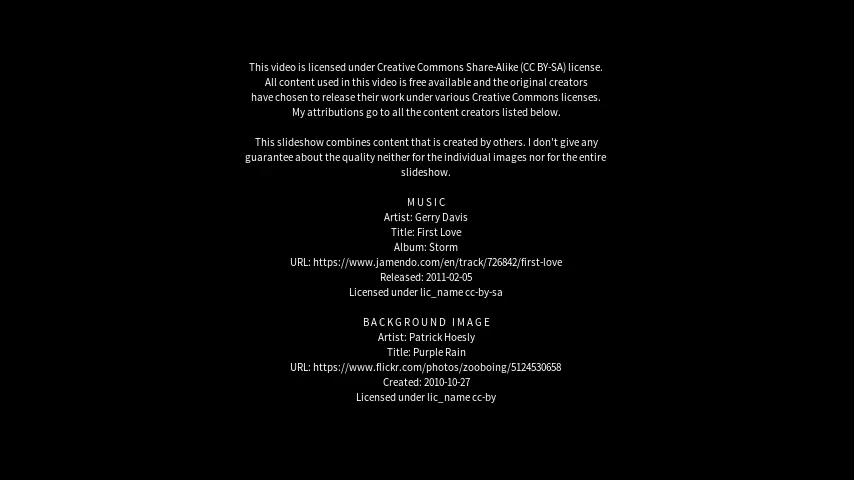 This video is licensed under Creative Commons Share-Alike (CC BY-SA) license.
All content used in this video is free available and the original creators
have chosen to release their work under various Creative Commons licenses.
My attributions go to all the content creators listed below.
This slideshow combines content that is created by others. I don't give any
guarantee about the quality neither for the individual images nor for the entire
slideshow.
M U S I C
Artist: Gerry Davis
Title: First Love
Album: Storm
URL: https://www.jamendo.com/en/track/726842/first-love
Released: 2011-02-05
Licensed under lic_name cc-by-sa
B A C K G R O U N D   I M A G E
Artist: Patrick Hoesly
Title: Purple Rain
URL: https://www.flickr.com/photos/zooboing/5124530658
Created: 2010-10-27
Licensed under lic_name cc-by